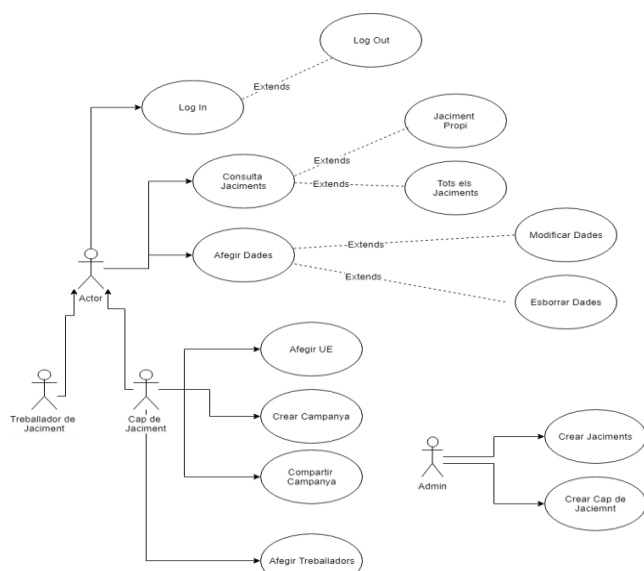 Log Out
Extends
Log In
Jaciment
Propi
Extends
Consulta
Jaciments
Extends
Tots els
Jaciments
Modificar Dades
Extends
Afegir Dades
Extends
Esborrar Dades
Actor
Afegir UE
Treballador de
Jaciment
Cap de
Jaciment
Crear Campanya
Crear Jaciments
Compartir
Campanya
Admin
Crear Cap de
Jaciemnt
Afegir Treballadors